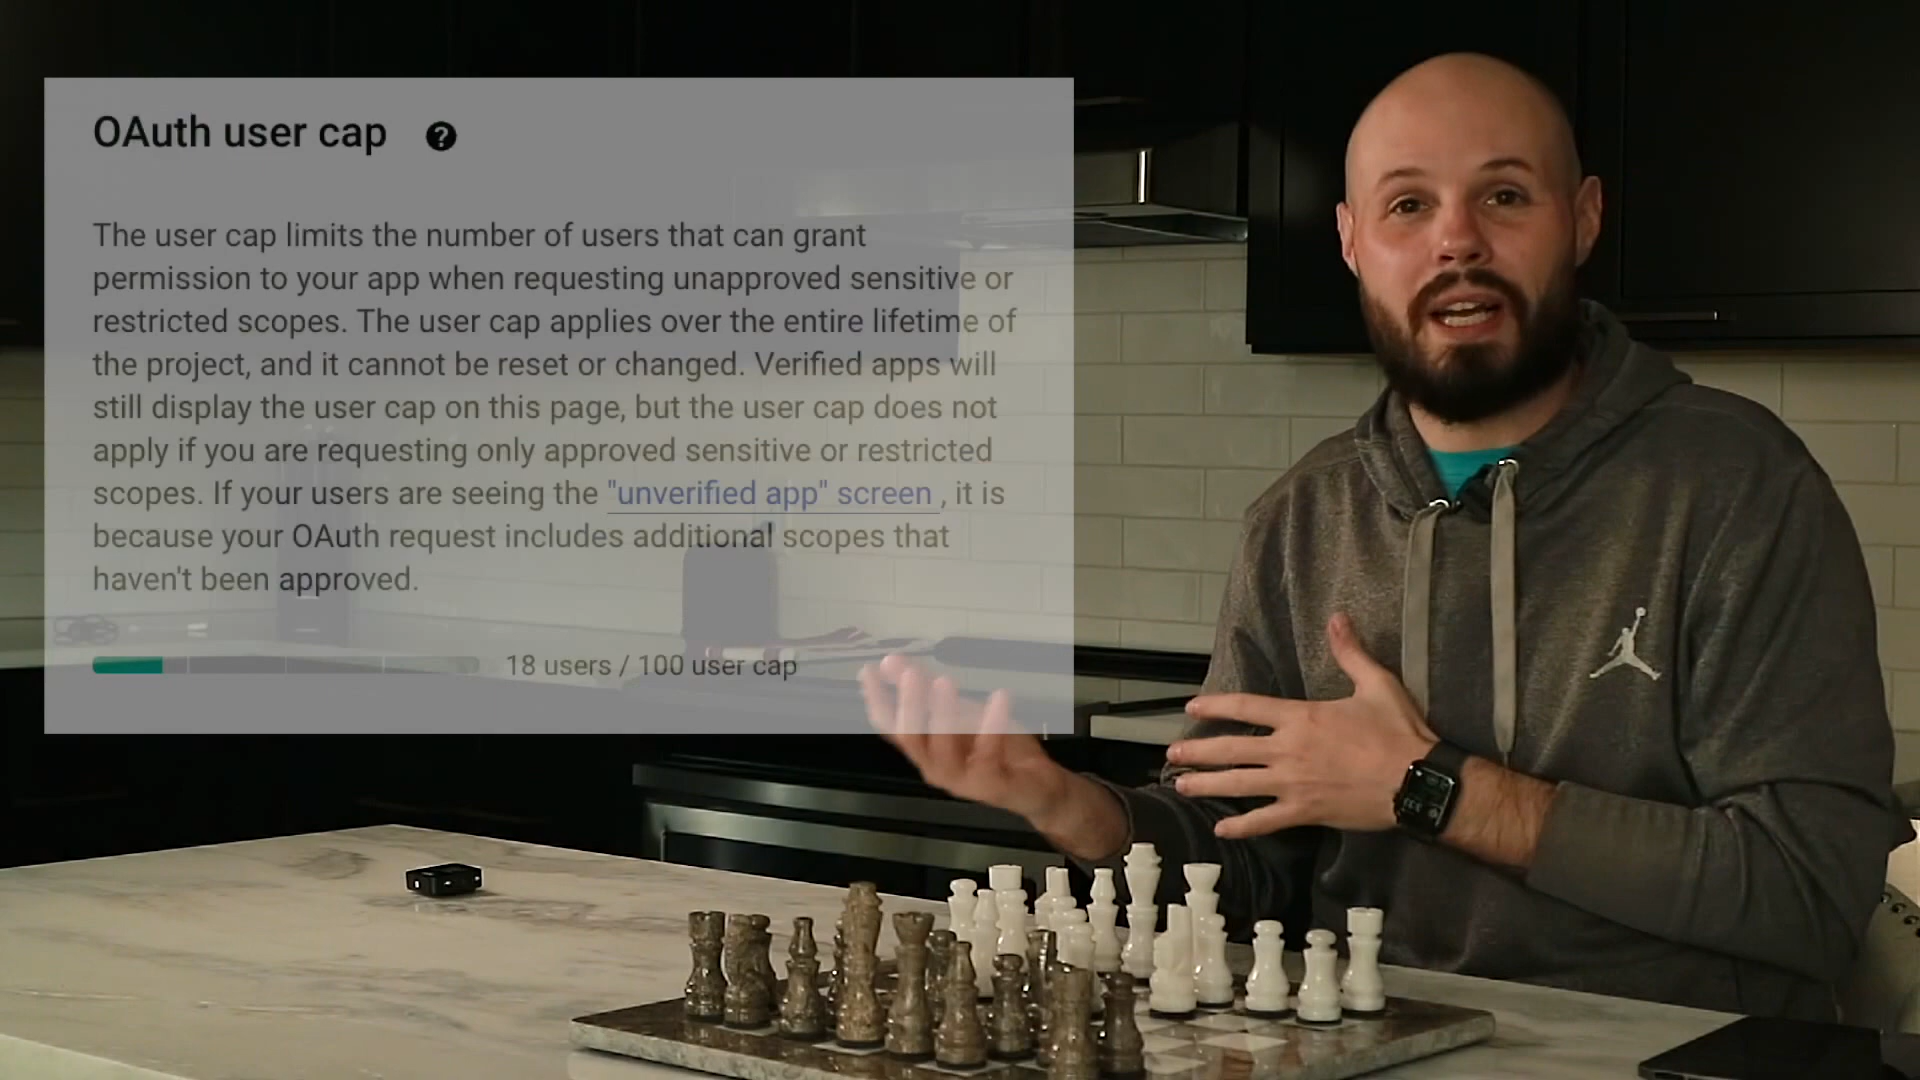 OAuth user cap ?
The user cap limits the number of users that can grant
permission to your app when requesting unapproved sensitive or
restricted scopes. The user cap applies over the entire lifetime of
the project, and it cannot be reset or changed. Verified apps will
still display the user cap on this page, but the user cap does not
apply if you are requesting only approved sensitive or restricted
scopes. If your users are seeing the "unverified app" screen , it is
because your OAuth request includes additional scopes that
haven't been approved.
18 users / 100 user cap